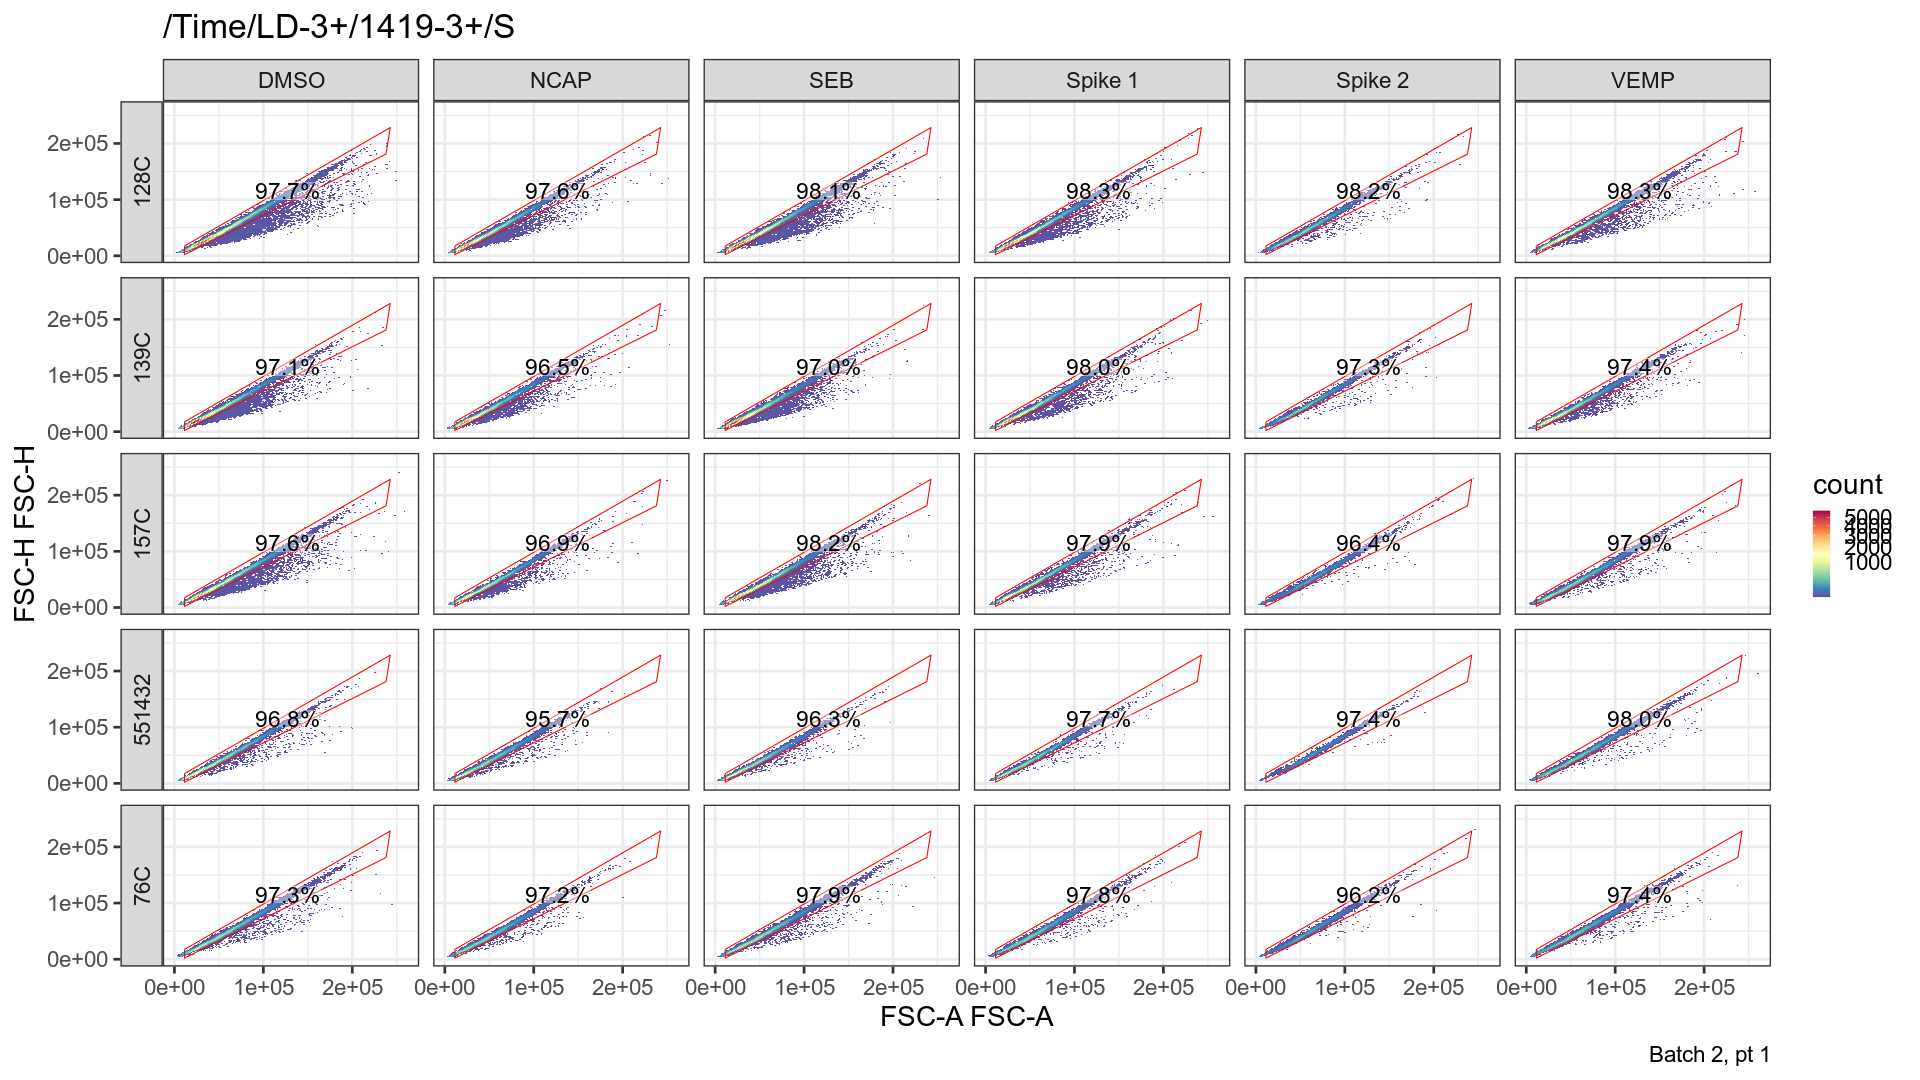 /Time/LD-3+/1419-3+/S
DMSO NCAP SEB Spike 1 Spike 2 VEMP
128C
2e+05
1e+05
0e+00
97.7% 97.6% 98.1% 98.3% 98.2% 98.3%
139C
2e+05
1e+05
0e+00
97.1% 96.5% 97.0% 98.0% 97.3% 97.4%
157C
2e+05
1e+05
0e+00
97.6% 96.9% 98.2% 97.9% 96.4% 97.9%
551432
2e+05
1e+05
0e+00
96.8% 95.7% 96.3% 97.7% 97.4% 98.0%
76C
2e+05
1e+05
0e+00
97.3% 97.2% 97.9% 97.8% 96.2% 97.4%
0e+00 1e+05 2e+05 0e+00 1e+05 2e+05 0e+00 1e+05 2e+05 0e+00 1e+05 2e+05 0e+00 1e+05 2e+05 0e+00 1e+05 2e+05
FSC-A FSC-A
FSC-H FSC-H
count
5000
4000
3000
2000
1000
Batch 2, pt 1